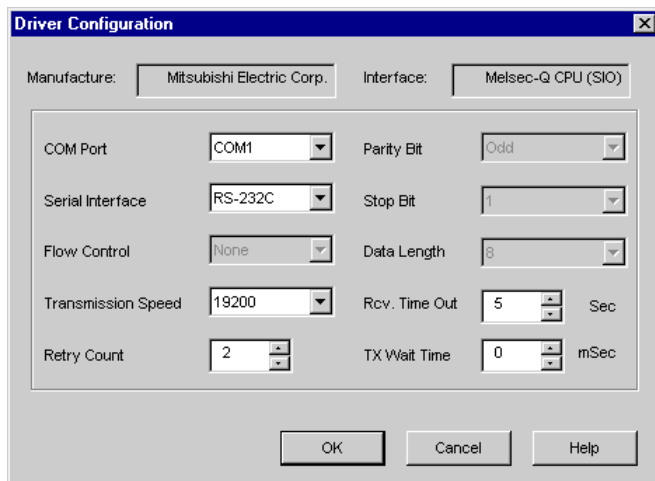 Driver Configuration
Manufacture: Mitsubishi Electric Corp. Interface: Melsec-Q CPU (SIO)
COM Port COM1 Parity Bit Odd
Serial Interface RS-232C Stop Bit 1
Flow Control None Data Length 8
Transmission Speed 19200 Rcv. Time Out 5 Sec
Retry Count 2 TX Wait Time 0 mSec
OK Cancel Help